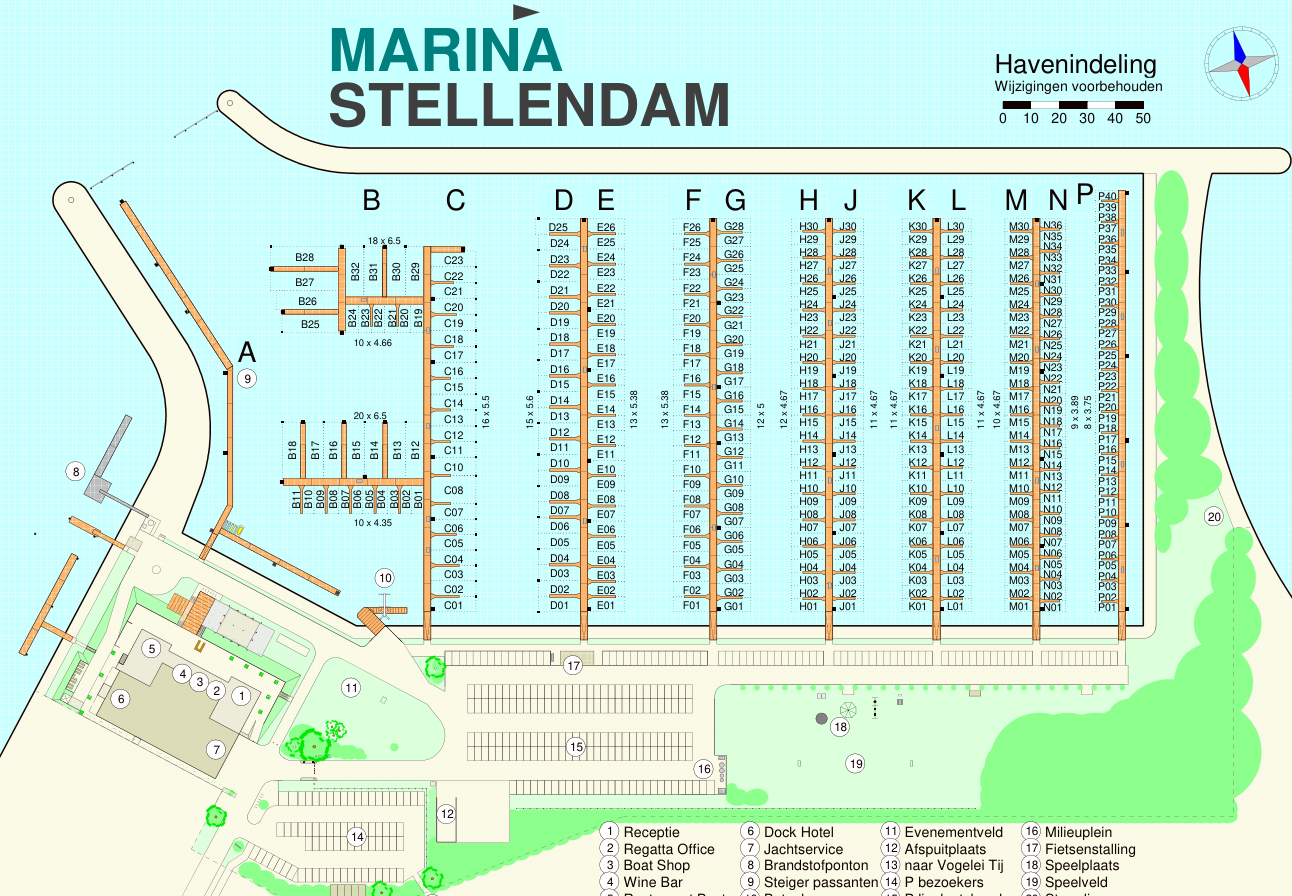 MARINA
STELLENDAM
Havenindeling
Wijzigingen voorbehouden
0 10 20 30 40 50
A
B C D E F G H J K L M N P
18 x 6.5
B28
B27
B26
B25
B32 B31 B30 B29
B24 B23 B22 B21 B20 B19
10 x 4.66
20 x 6.5
B18 B17 B16 B15 B14 B13 B12
B11 B10 B09 B08 B07 B06 B05 B04 B03 B02 B01
10 x 4.35
C23 C22 C21 C20 C19 C18 C17 C16 C15 C14 C13 C12 C11 C10 C08 C07 C06 C05 C04 C03 C02 C01
16 x 5.5
15 x 5.6
D25 D24 D23 D22 D21 D20 D19 D18 D17 D16 D15 D14 D13 D12 D11 D10 D09 D08 D07 D06 D05 D04 D03 D02 D01
E26 E25 E24 E23 E22 E21 E20 E19 E18 E17 E16 E15 E14 E13 E12 E11 E10 E09 E08 E07 E06 E05 E04 E03 E02 E01
13 x 5.38
13 x 5.38
F26 F25 F24 F23 F22 F21 F20 F19 F18 F17 F16 F15 F14 F13 F12 F11 F10 F09 F08 F07 F06 F05 F04 F03 F02 F01
G28 G27 G26 G25 G24 G23 G22 G21 G20 G19 G18 G17 G16 G15 G14 G13 G12 G11 G10 G09 G08 G07 G06 G05 G04 G03 G02 G01
12 x 5
12 x 4.67
H30 H29 H28 H27 H26 H25 H24 H23 H22 H21 H20 H19 H18 H17 H16 H15 H14 H13 H12 H11 H10 H09 H08 H07 H06 H05 H04 H03 H02 H01
J30 J29 J28 J27 J26 J25 J24 J23 J22 J21 J20 J19 J18 J17 J16 J15 J14 J13 J12 J11 J10 J09 J08 J07 J06 J05 J04 J03 J02 J01
11 x 4.67
11 x 4.67
K30 K29 K28 K27 K26 K25 K24 K23 K22 K21 K20 K19 K18 K17 K16 K15 K14 K13 K12 K11 K10 K09 K08 K07 K06 K05 K04 K03 K02 K01
L30 L29 L28 L27 L26 L25 L24 L23 L22 L21 L20 L19 L18 L17 L16 L15 L14 L13 L12 L11 L10 L09 L08 L07 L06 L05 L04 L03 L02 L01
11 x 4.67
10 x 4.67
M30 M29 M28 M27 M26 M25 M24 M23 M22 M21 M20 M19 M18 M17 M16 M15 M14 M13 M12 M11 M10 M09 M08 M07 M06 M05 M04 M03 M02 M01
N36 N35 N34 N33 N32 N31 N30 N29 N28 N27 N26 N25 N24 N23 N22 N21 N20 N19 N18 N17 N16 N15 N14 N13 N12 N11 N10 N09 N08 N07 N06 N05 N04 N03 N02 N01
9 x 3.89
8 x 3.75
P40 P39 P38 P37 P36 P35 P34 P33 P32 P31 P30 P29 P28 P27 P26 P25 P24 P23 P22 P21 P20 P19 P18 P17 P16 P15 P14 P13 P12 P11 P10 P09 P08 P07 P06 P05 P04 P03 P02 P01
9
8
10
20
5
4
3
2
1
6
7
11
17
15
16
18
19
12
14
1 Receptie
2 Regatta Office
3 Boat Shop
4 Wine Bar
6 Dock Hotel
7 Jachtservice
8 Brandstofponton
9 Steiger passanten
11 Evenementveld
12 Afspuitplaats
13 naar Vogelei Tij
14 P bezoekers
16 Milieuplein
17 Fietsenstalling
18 Speelplaats
19 Speelveld